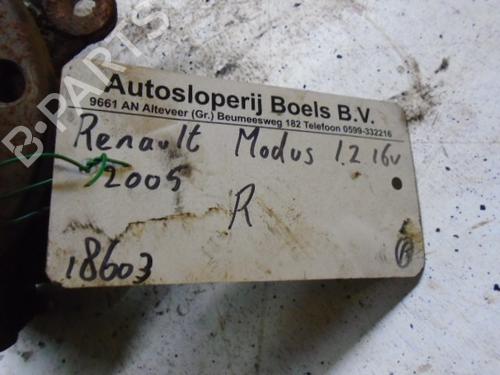 B-PARTS
Autosloperij Boels B.V.
9661 AN Alteveer (Gr.) Beumeesweg 182 Telefoon 0599-332216
Renault Modus 1.2 16v
2005
R
18603
R